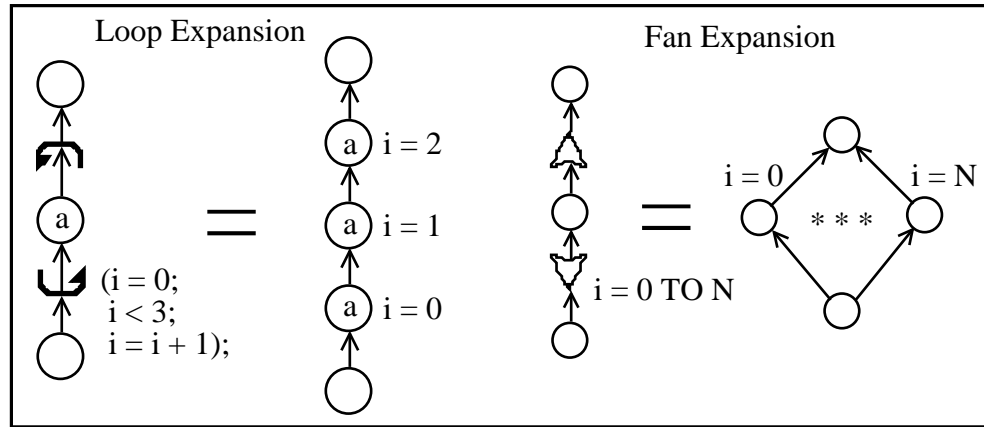 Loop Expansion
a
(i = 0;
i < 3;
i = i + 1);
=
a i = 2
a i = 1
a i = 0
Fan Expansion
i = 0 TO N
=
i = 0
i = N
* * *